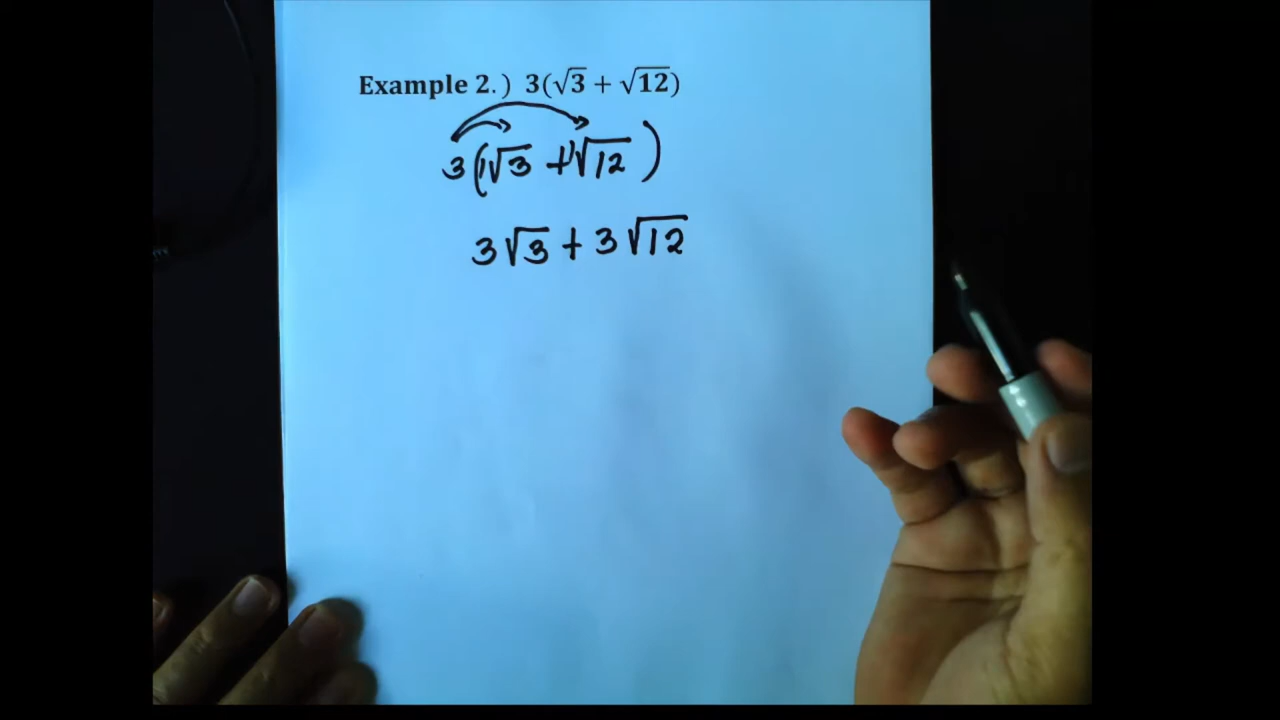 Example 2.) 3(√3 + √12)
3(1√3 + 1√12)
3√3 + 3√12